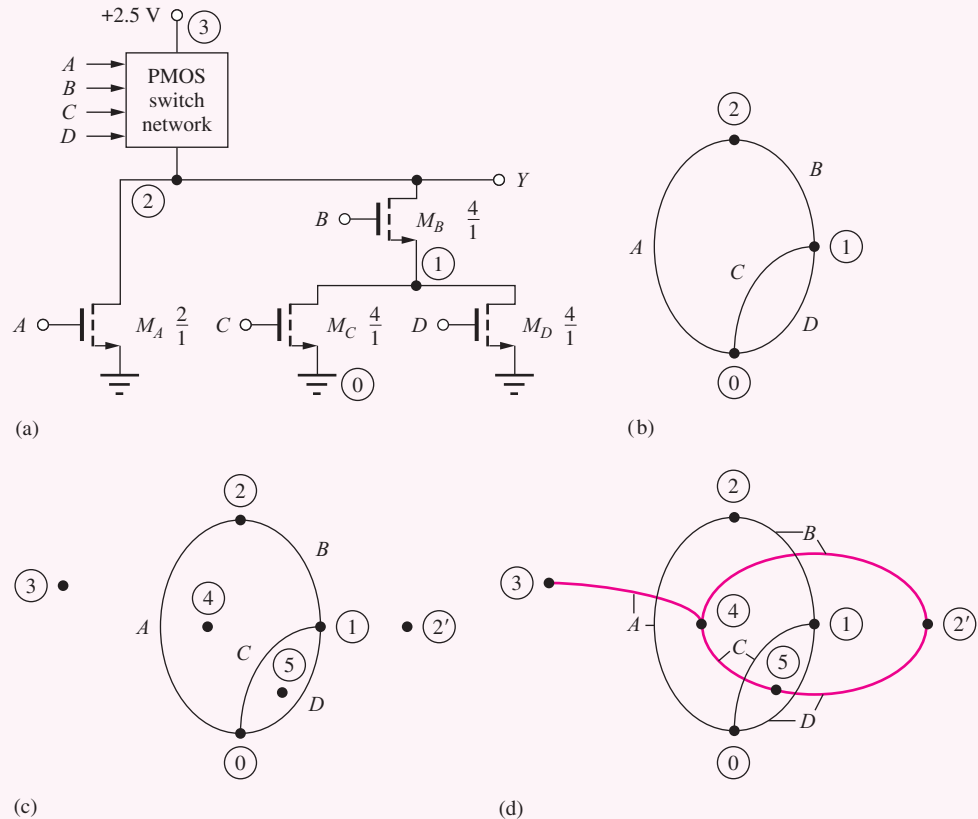 +2.5 V
3
A
B
C
D
PMOS
switch
network
2
Y
B
M_B 4/1
1
A
M_A 2/1
C
M_C 4/1
D
M_D 4/1
0
(a)
2
B
A
C
1
D
0
(b)
2
B
3
4
A
C
1
2′
5
D
0
(c)
2
B
3
4
A
C
1
2′
5
D
0
(d)